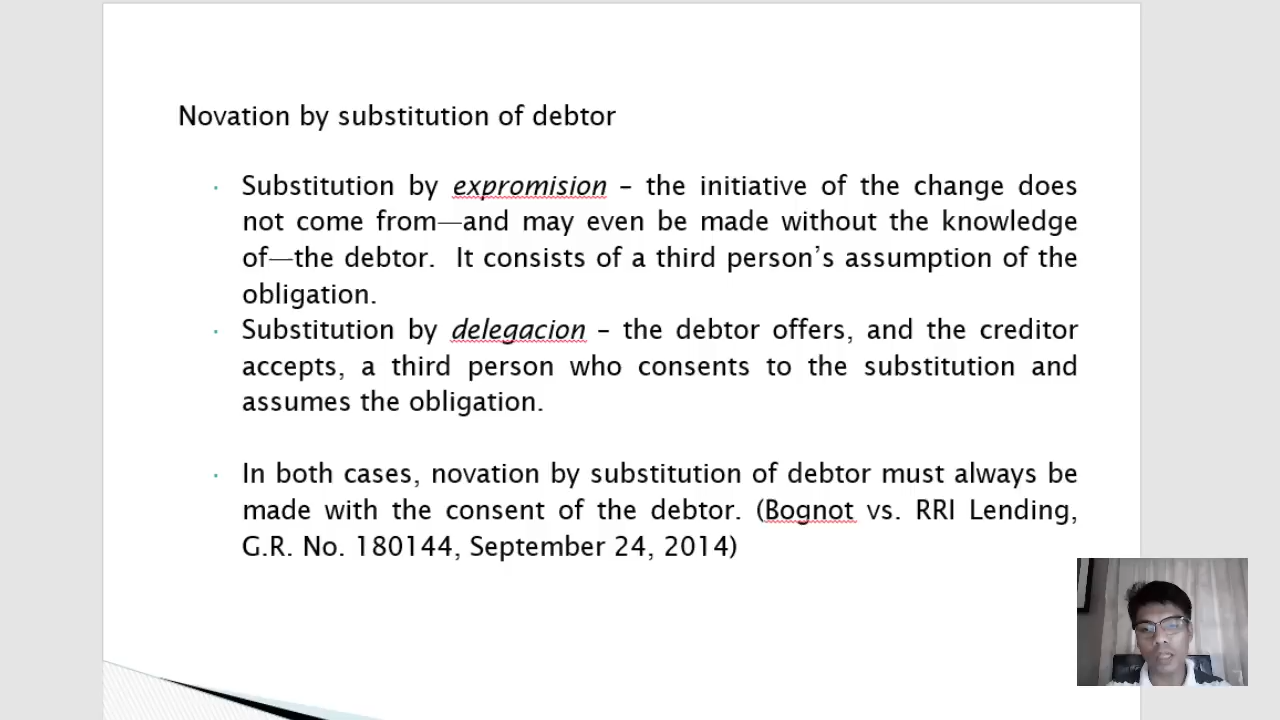 Novation by substitution of debtor
· Substitution by expromision – the initiative of the change does
not come from—and may even be made without the knowledge
of—the debtor.  It consists of a third person’s assumption of the
obligation.
· Substitution by delegacion – the debtor offers, and the creditor
accepts, a third person who consents to the substitution and
assumes the obligation.
· In both cases, novation by substitution of debtor must always be
made with the consent of the debtor. (Bognot vs. RRI Lending,
G.R. No. 180144, September 24, 2014)